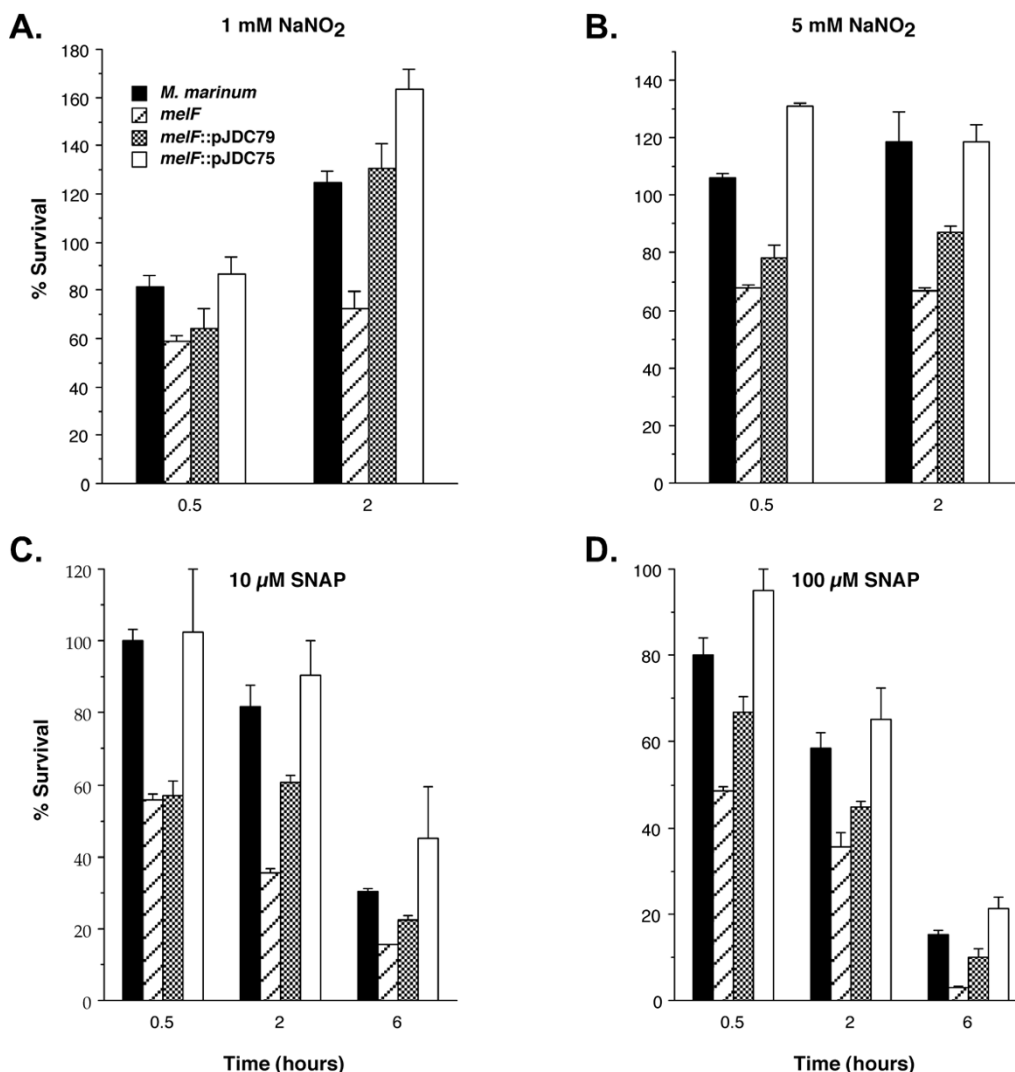 A.
1 mM NaNO2
% Survival
180
160
140
120
100
80
60
40
20
0
M. marinum
melF
melF::pJDC79
melF::pJDC75
0.5
2
B.
5 mM NaNO2
140
120
100
80
60
40
20
0
0.5
2
C.
10 µM SNAP
% Survival
120
100
80
60
40
20
0
0.5
2
6
Time (hours)
D.
100 µM SNAP
100
80
60
40
20
0
0.5
2
6
Time (hours)